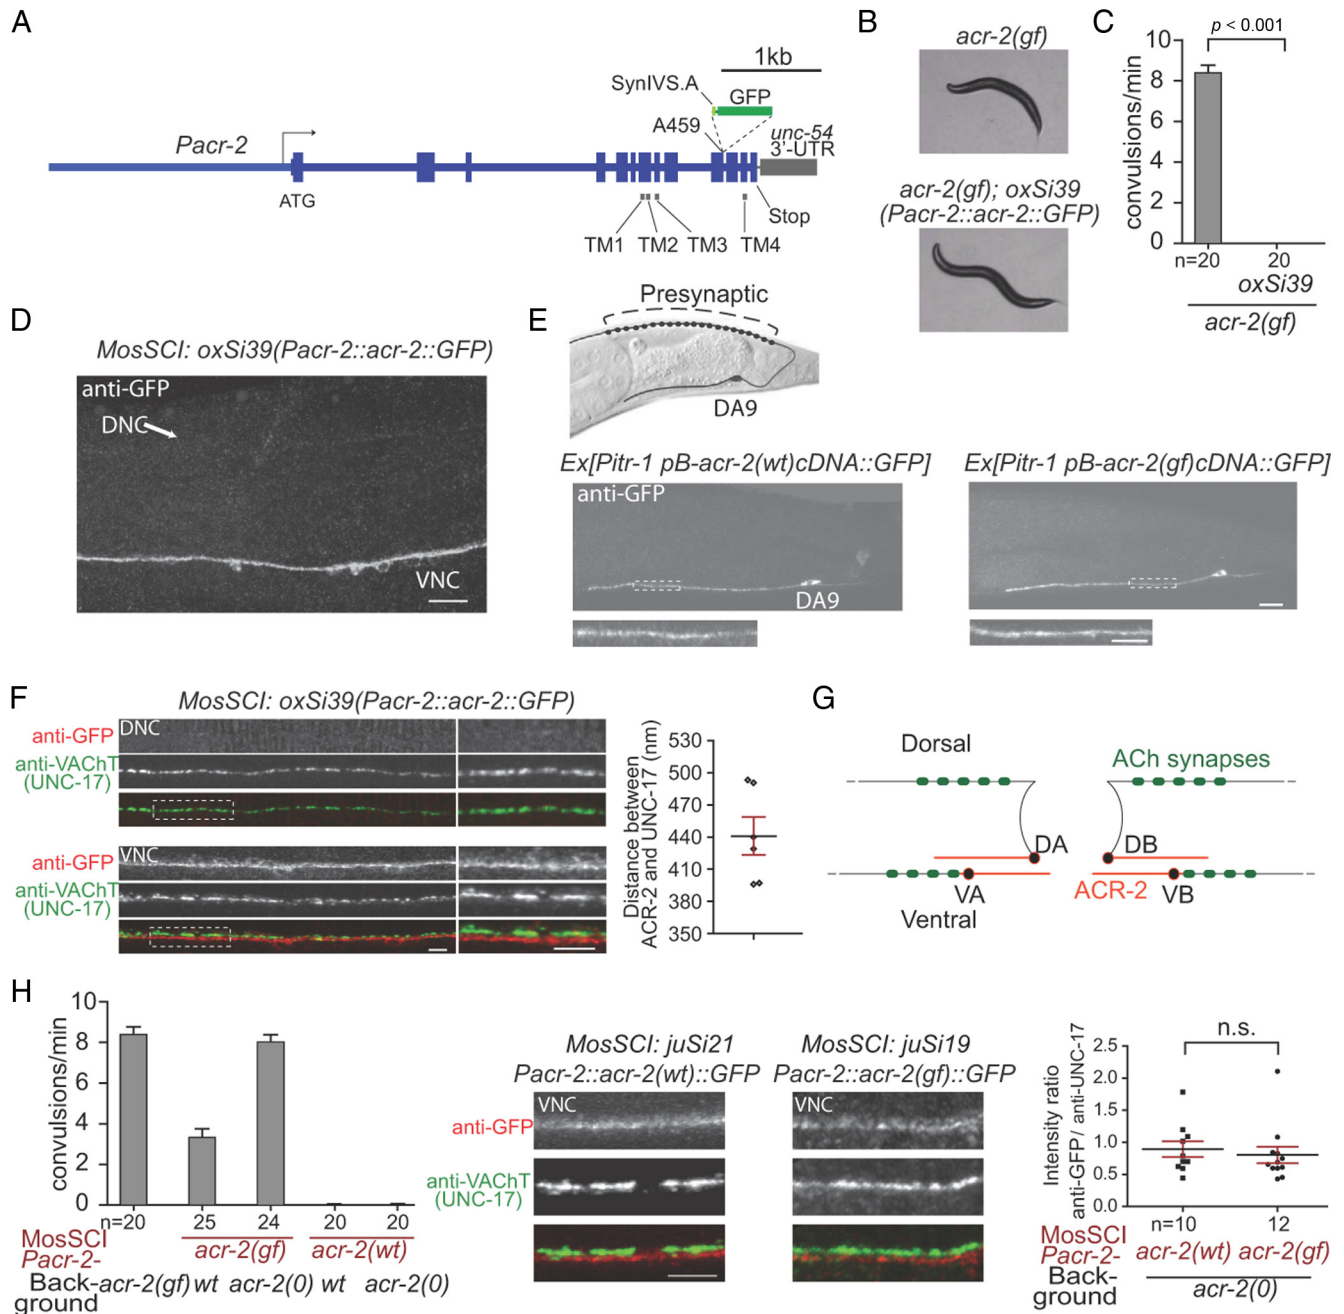 A
1kb
SynIVS.A
GFP
A459
unc-54
3'-UTR
Pacr-2
ATG
Stop
TM1
TM2
TM3
TM4
B
acr-2(gf)
acr-2(gf); oxSi39
(Pacr-2::acr-2::GFP)
C
p < 0.001
convulsions/min
10
8
6
4
2
0
n=20
20
oxSi39
acr-2(gf)
D
MosSCI: oxSi39(Pacr-2::acr-2::GFP)
anti-GFP
DNC
VNC
E
Presynaptic
DA9
Ex[Pitr-1 pB-acr-2(wt)cDNA::GFP]
Ex[Pitr-1 pB-acr-2(gf)cDNA::GFP]
anti-GFP
DA9
F
MosSCI: oxSi39(Pacr-2::acr-2::GFP)
anti-GFP
DNC
anti-VAChT
(UNC-17)
anti-GFP
VNC
anti-VAChT
(UNC-17)
Distance between
ACR-2 and UNC-17 (nm)
530
500
470
440
410
380
350
G
Dorsal
ACh synapses
DA
DB
VA
ACR-2
VB
Ventral
H
convulsions/min
10
8
6
4
2
0
n=20
25
24
20
20
MosSCI
Pacr-2-
acr-2(gf)
acr-2(wt)
Back-
ground
acr-2(gf)
wt
acr-2(0)
wt
acr-2(0)
MosSCI: juSi21
Pacr-2::acr-2(wt)::GFP
MosSCI: juSi19
Pacr-2::acr-2(gf)::GFP
VNC
VNC
anti-GFP
anti-VAChT
(UNC-17)
n.s.
Intensity ratio
anti-GFP/ anti-UNC-17
2.5
2.0
1.5
1.0
0.5
0.0
n=10
12
MosSCI
Pacr-2-
acr-2(wt)
acr-2(gf)
Back-
ground
acr-2(0)